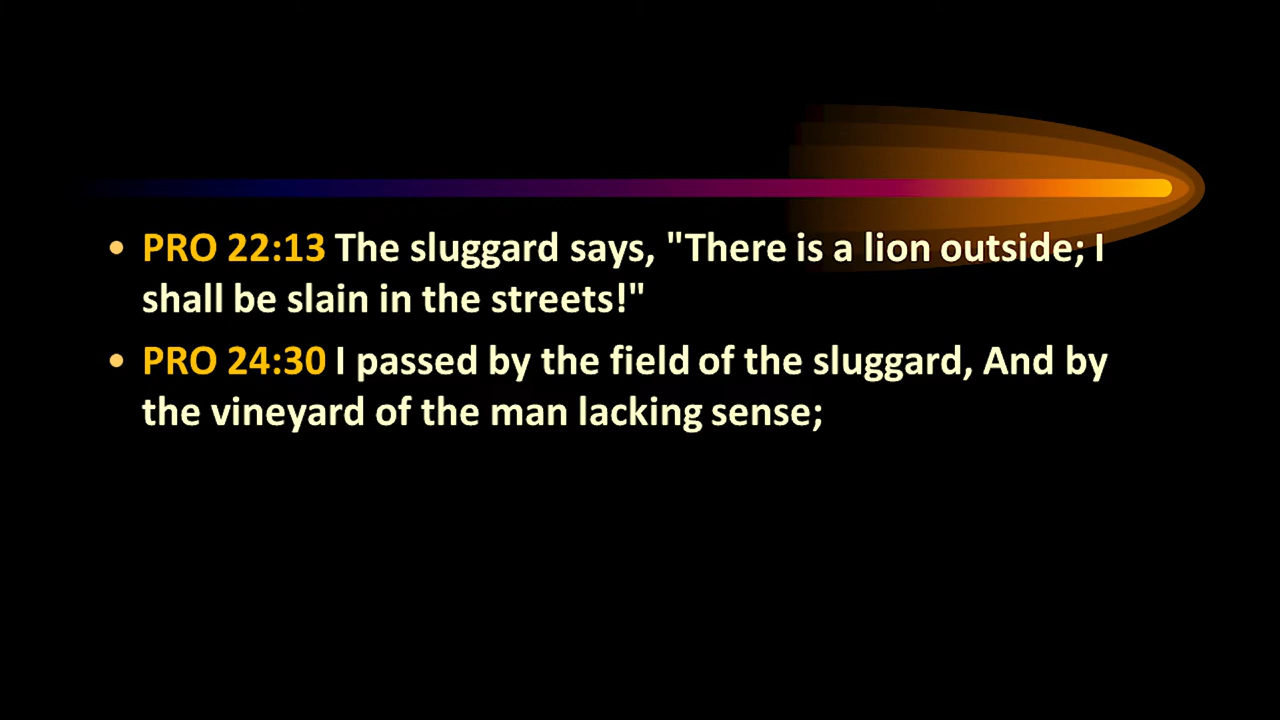 • PRO 22:13 The sluggard says, "There is a lion outside; I
shall be slain in the streets!"
• PRO 24:30 I passed by the field of the sluggard, And by
the vineyard of the man lacking sense;